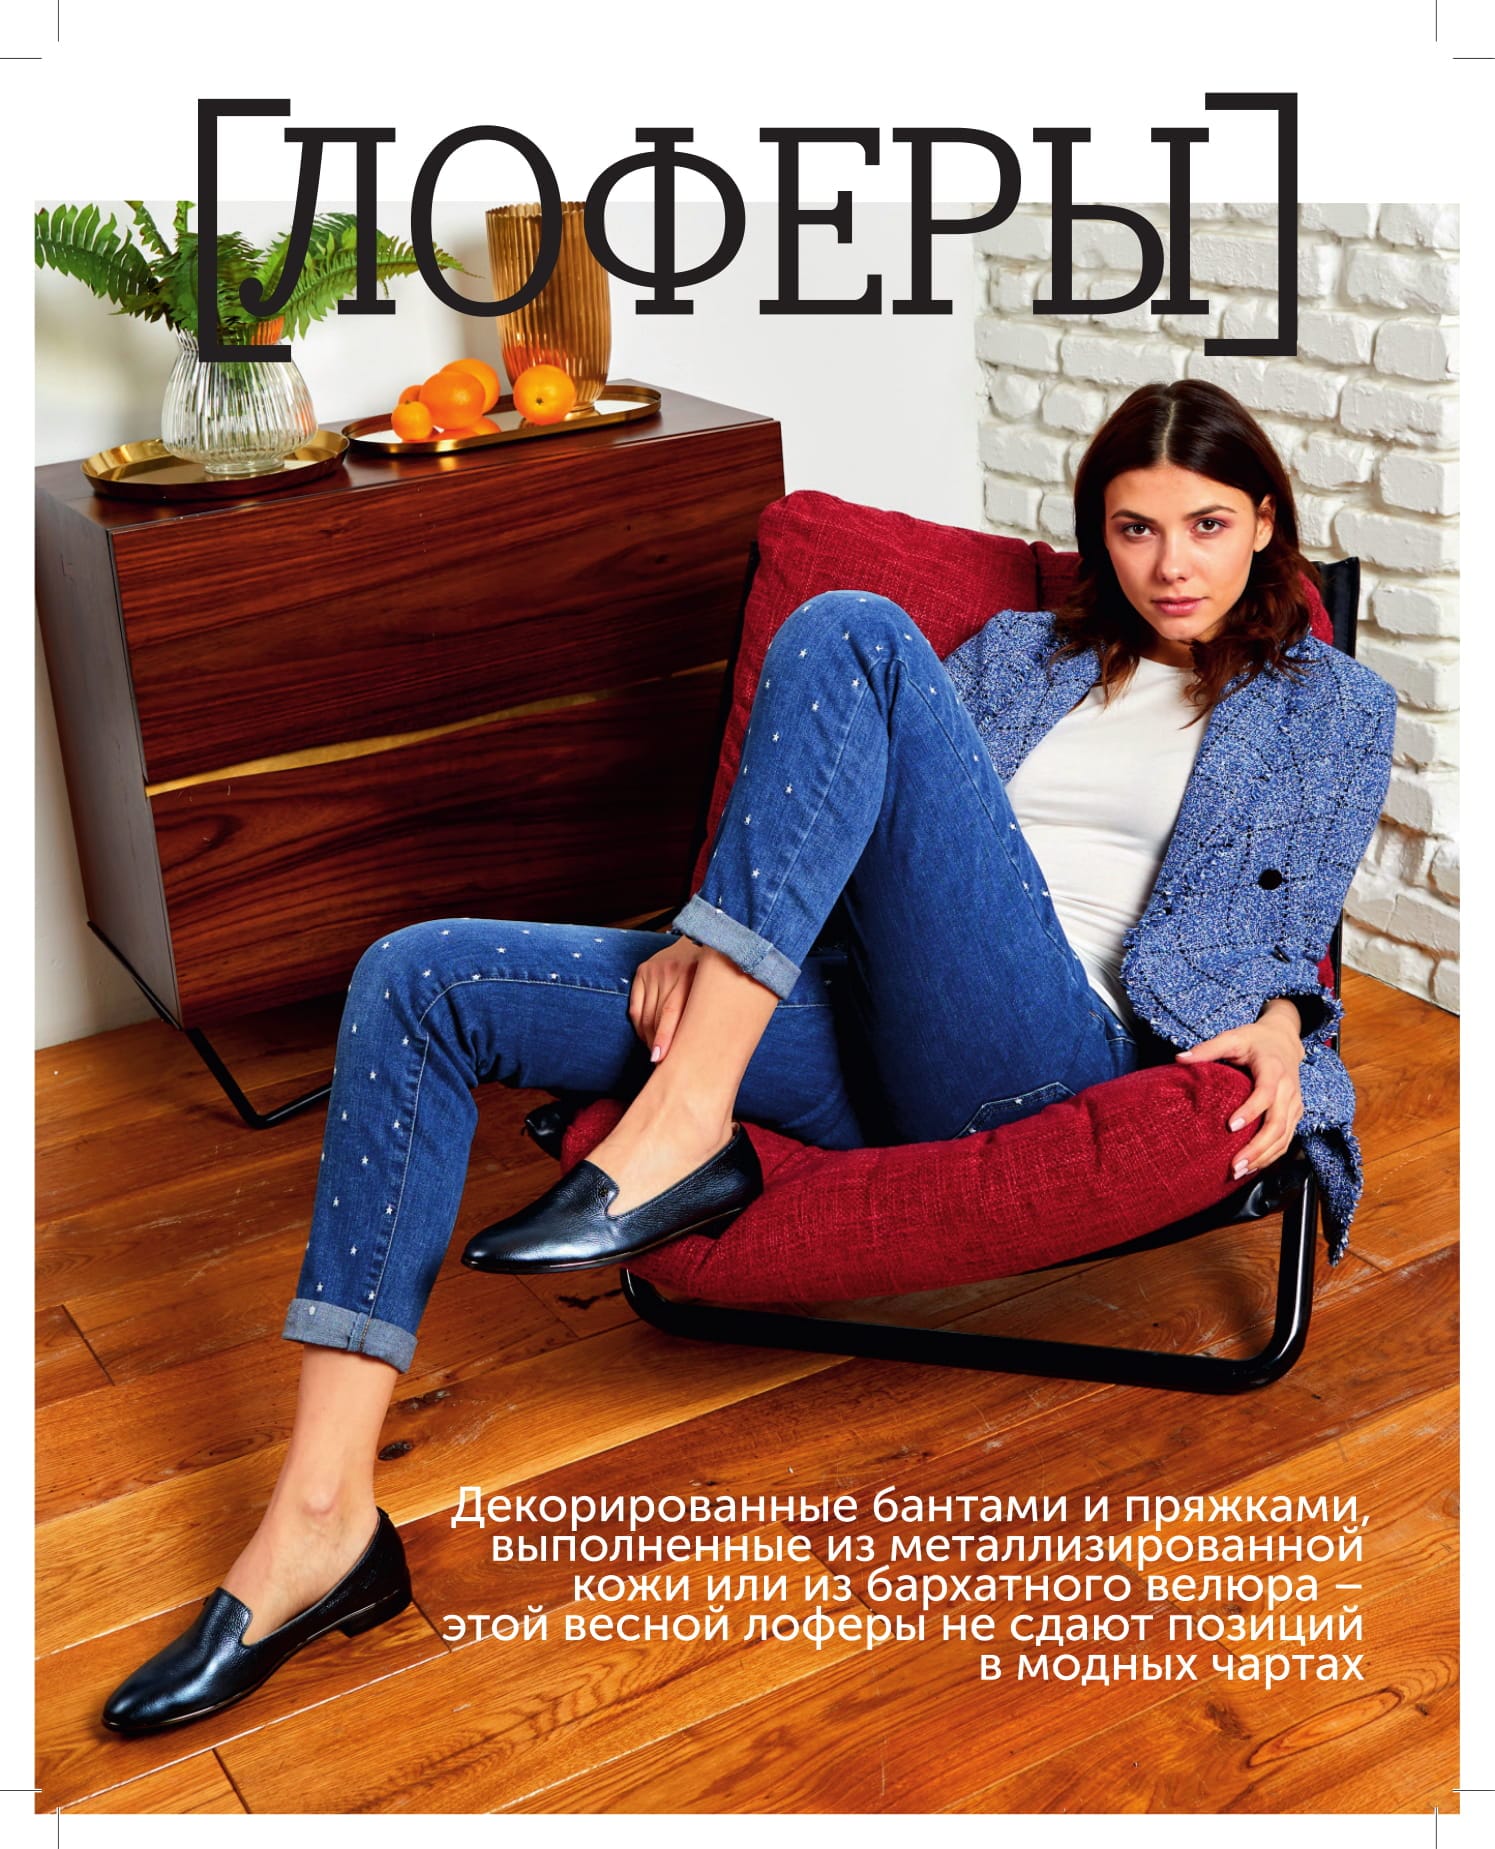 [ЛОФЕРЫ]
Декорированные бантами и пряжками,
выполненные из металлизированной
кожи или из бархатного велюра –
этой весной лоферы не сдают позиций
в модных чартах